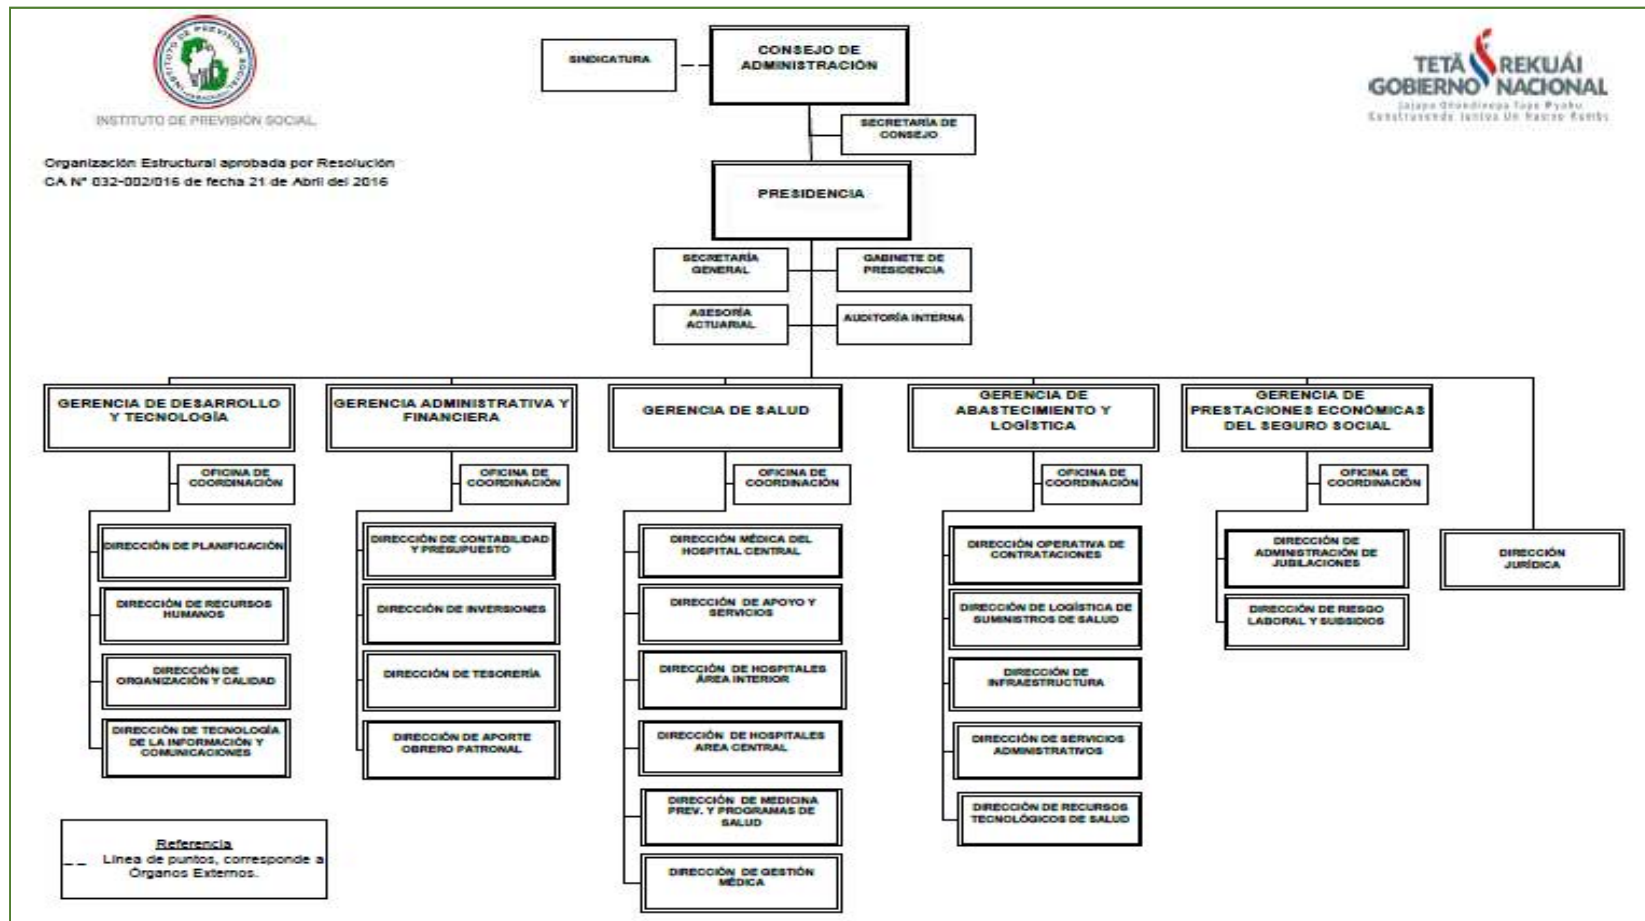 INSTITUTO DE PREVISIÓN SOCIAL
INSTITUTO DE PREVISIÓN SOCIAL
Organización Estructural aprobada por Resolución
CA N° 032-002/016 de fecha 21 de Abril del 2016
TETÃ REKUÁI
GOBIERNO NACIONAL
SINDICATURA
CONSEJO DE
ADMINISTRACIÓN
SECRETARÍA DE
CONSEJO
PRESIDENCIA
SECRETARÍA
GENERAL
GABINETE DE
PRESIDENCIA
ASESORÍA
ACTUARIAL
AUDITORÍA INTERNA
GERENCIA DE DESARROLLO
Y TECNOLOGÍA
OFICINA DE
COORDINACIÓN
DIRECCIÓN DE PLANIFICACIÓN
DIRECCIÓN DE RECURSOS
HUMANOS
DIRECCIÓN DE
ORGANIZACIÓN Y CALIDAD
DIRECCIÓN DE TECNOLOGÍA
DE LA INFORMACIÓN Y
COMUNICACIONES
GERENCIA ADMINISTRATIVA Y
FINANCIERA
OFICINA DE
COORDINACIÓN
DIRECCIÓN DE CONTABILIDAD
Y PRESUPUESTO
DIRECCIÓN DE INVERSIONES
DIRECCIÓN DE TESORERÍA
DIRECCIÓN DE APORTE
OBRERO PATRONAL
GERENCIA DE SALUD
OFICINA DE
COORDINACIÓN
DIRECCIÓN MÉDICA DEL
HOSPITAL CENTRAL
DIRECCIÓN DE APOYO Y
SERVICIOS
DIRECCIÓN DE HOSPITALES
ÁREA INTERIOR
DIRECCIÓN DE HOSPITALES
AREA CENTRAL
DIRECCIÓN DE MEDICINA
PREV. Y PROGRAMAS DE
SALUD
DIRECCIÓN DE GESTIÓN
MÉDICA
GERENCIA DE
ABASTECIMIENTO Y
LOGÍSTICA
OFICINA DE
COORDINACIÓN
DIRECCIÓN OPERATIVA DE
CONTRATACIONES
DIRECCIÓN DE LOGÍSTICA DE
SUMINISTROS DE SALUD
DIRECCIÓN DE
INFRAESTRUCTURA
DIRECCIÓN DE SERVICIOS
ADMINISTRATIVOS
DIRECCIÓN DE RECURSOS
TECNOLÓGICOS DE SALUD
GERENCIA DE
PRESTACIONES ECONÓMICAS
DEL SEGURO SOCIAL
OFICINA DE
COORDINACIÓN
DIRECCIÓN DE
ADMINISTRACIÓN DE
JUBILACIONES
DIRECCIÓN DE RIESGO
LABORAL Y SUBSIDIOS
DIRECCIÓN
JURÍDICA
Referencia
Línea de puntos, corresponde a
Órganos Externos.